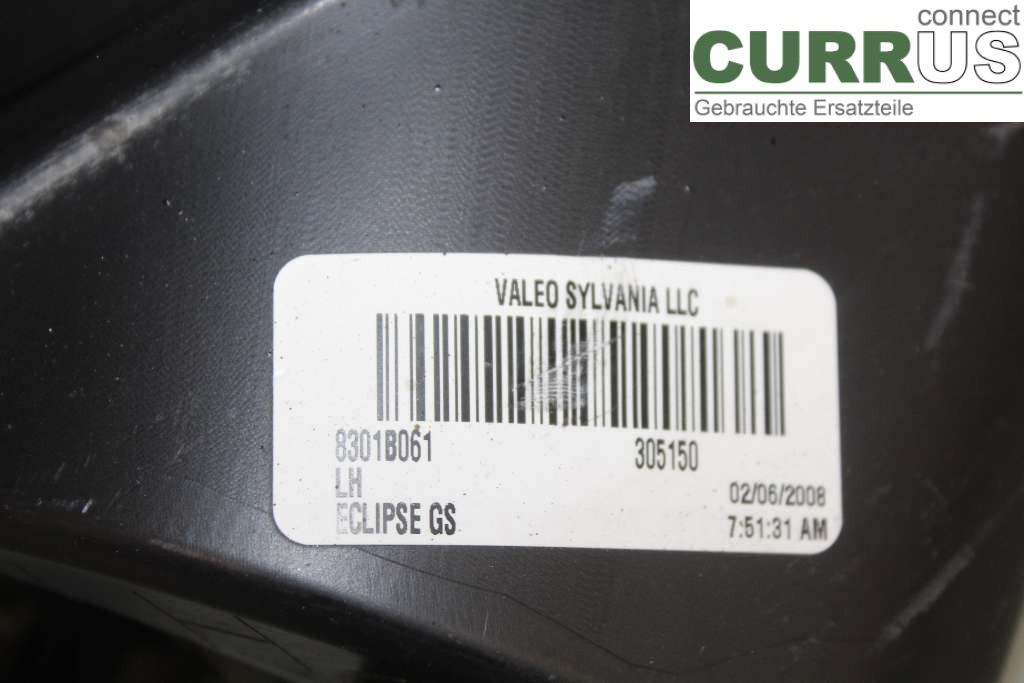 connect
CURRUS
Gebrauchte Ersatzteile
VALEO SYLVANIA LLC
8301B061
305150
LH
02/06/2008
ECLIPSE GS
7:51:31 AM